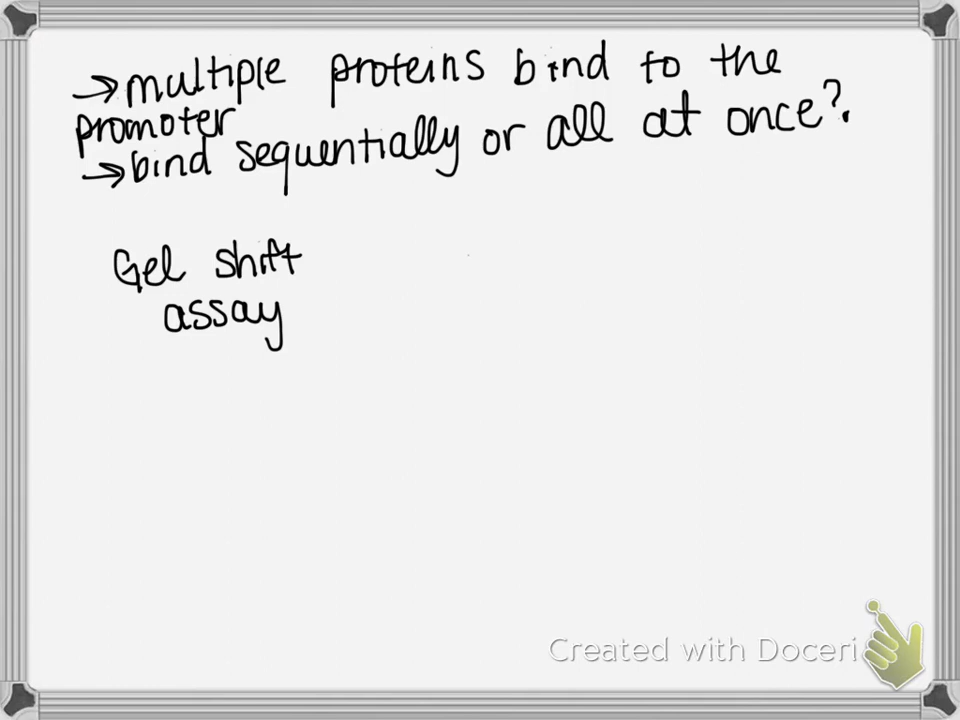 → multiple proteins bind to the
promoter
→ bind sequentially or all at once?
Gel shift
assay
Created with Doceri